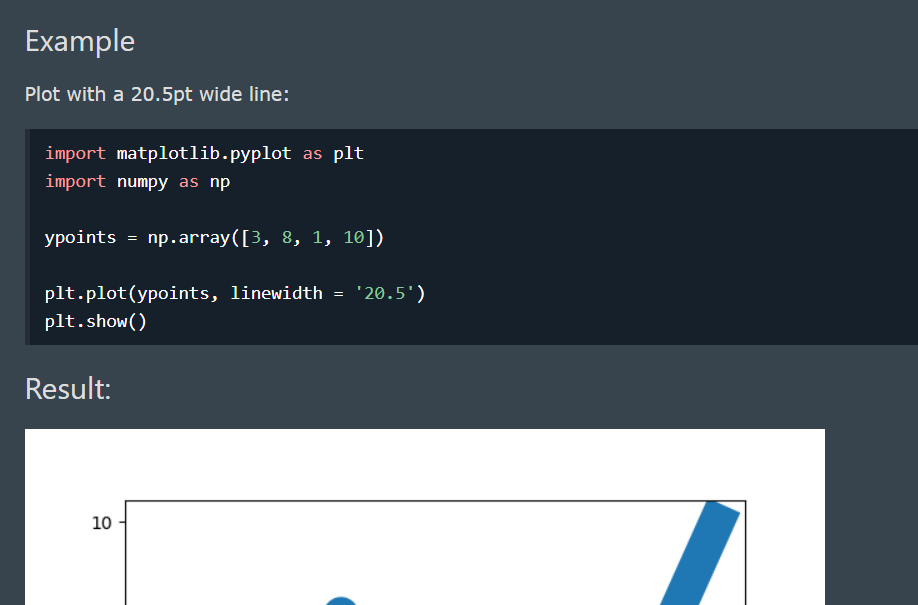 Example
Plot with a 20.5pt wide line:
import matplotlib.pyplot as plt
import numpy as np
ypoints = np.array([3, 8, 1, 10])
plt.plot(ypoints, linewidth = '20.5')
plt.show()
Result:
10